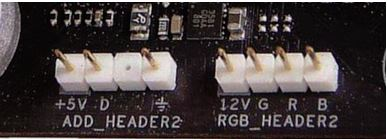 +5V D ⏚ 12V G R B
ADD_HEADER2 RGB_HEADER2